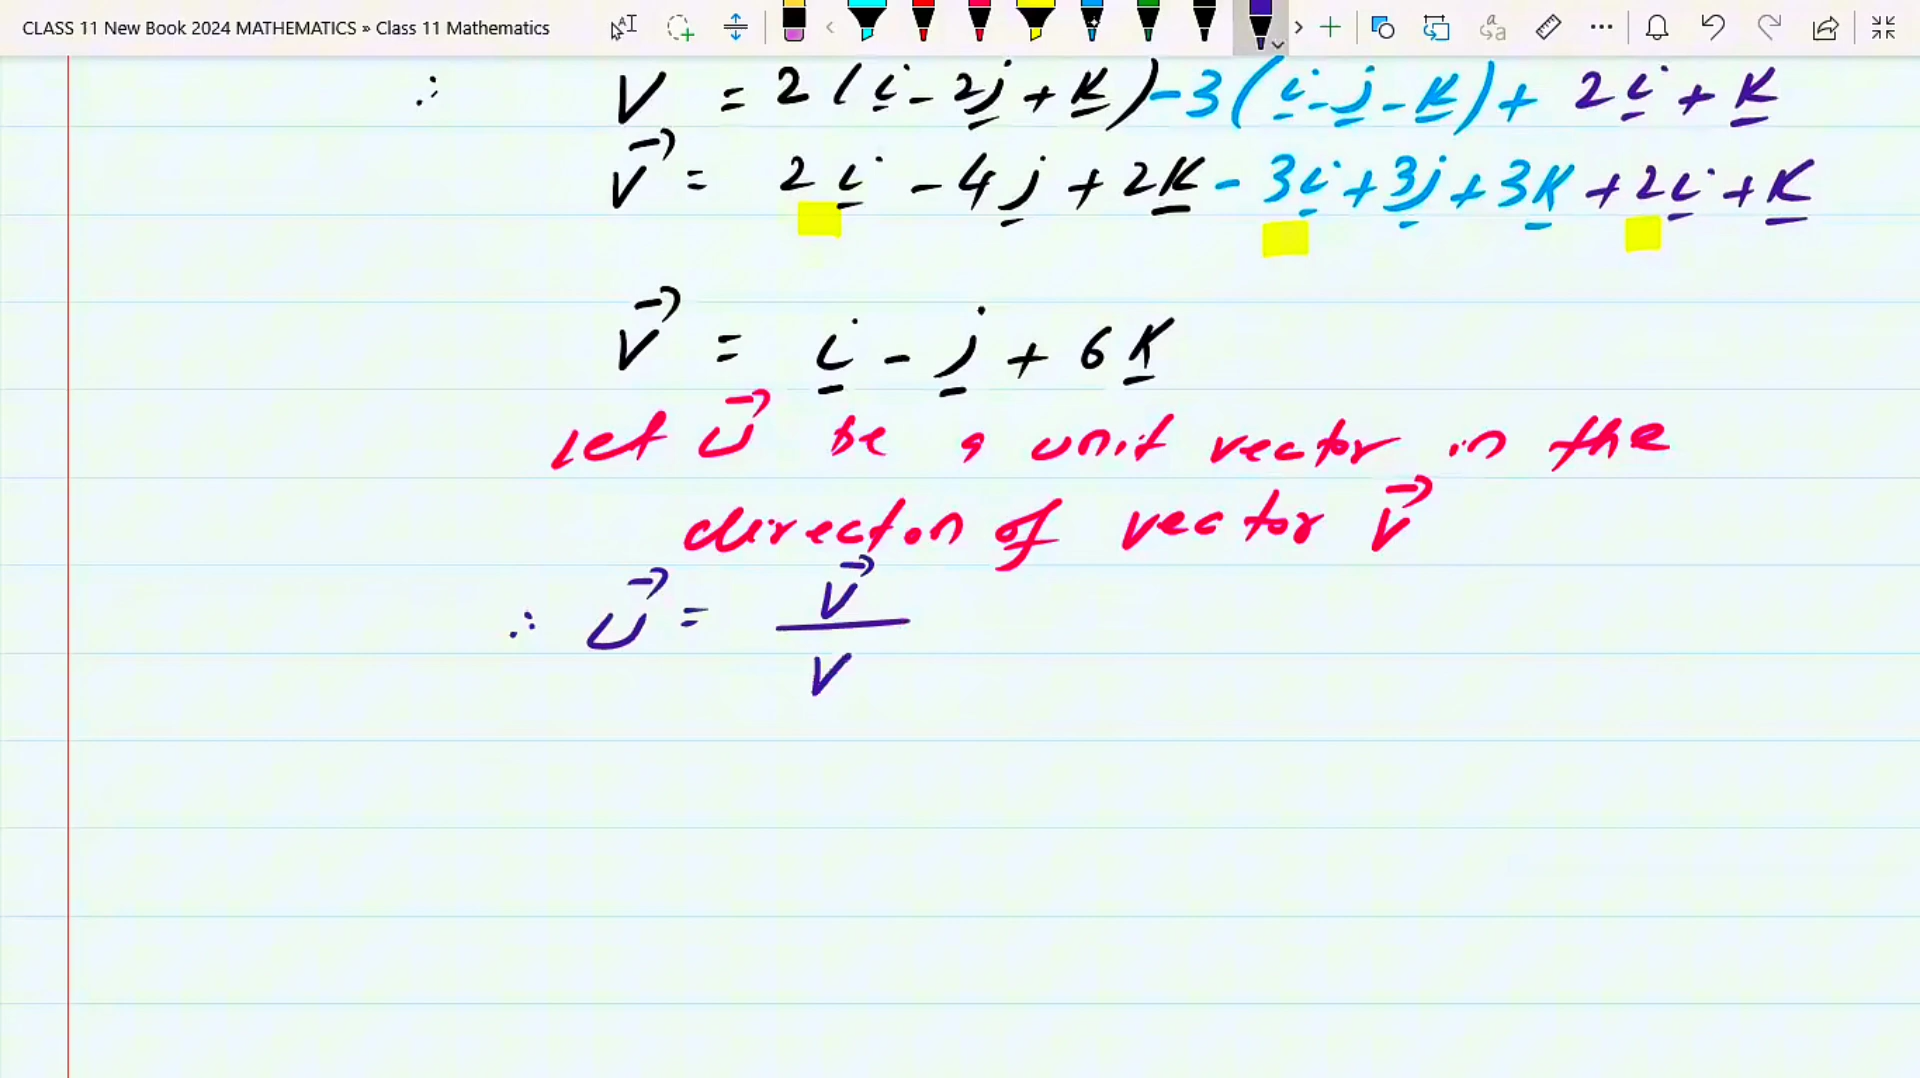 CLASS 11 New Book 2024 MATHEMATICS » Class 11 Mathematics
∴ V = 2(i - 2j + k) - 3(i - j - k) + 2i + k
V⃗ = 2i - 4j + 2k - 3i + 3j + 3k + 2i + k
V⃗ = i - j + 6k
Let U⃗ be a unit vector in the
directon of vector V⃗
∴ U⃗ = V⃗ / V